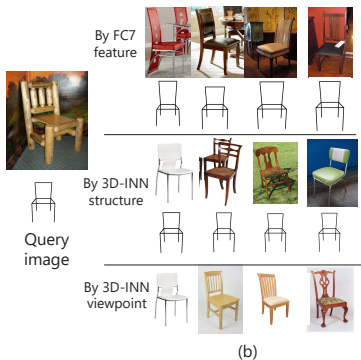 By FC7
feature
By 3D-INN
structure
Query
image
By 3D-INN
viewpoint
(b)